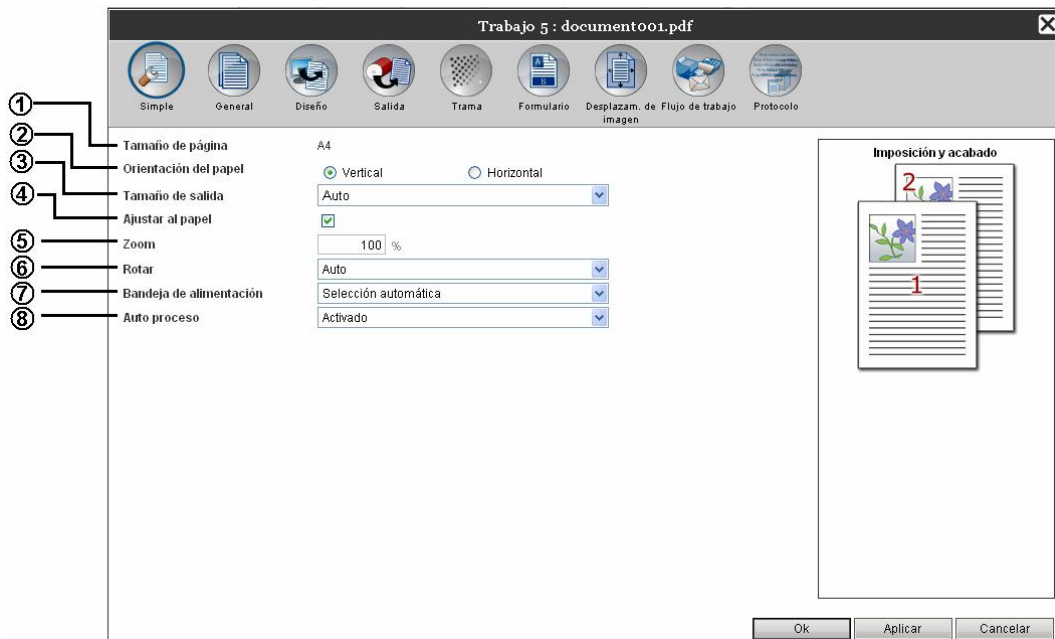 Trabajo 5 : document001.pdf
Simple
General
Diseño
Salida
Trama
Formulario
Desplazam. de imagen
Flujo de trabajo
Protocolo
① Tamaño de página A4
② Orientación del papel Vertical Horizontal
③ Tamaño de salida Auto
④ Ajustar al papel
⑤ Zoom 100 %
⑥ Rotar Auto
⑦ Bandeja de alimentación Selección automática
⑧ Auto proceso Activado
Imposición y acabado
2
1
Ok Aplicar Cancelar